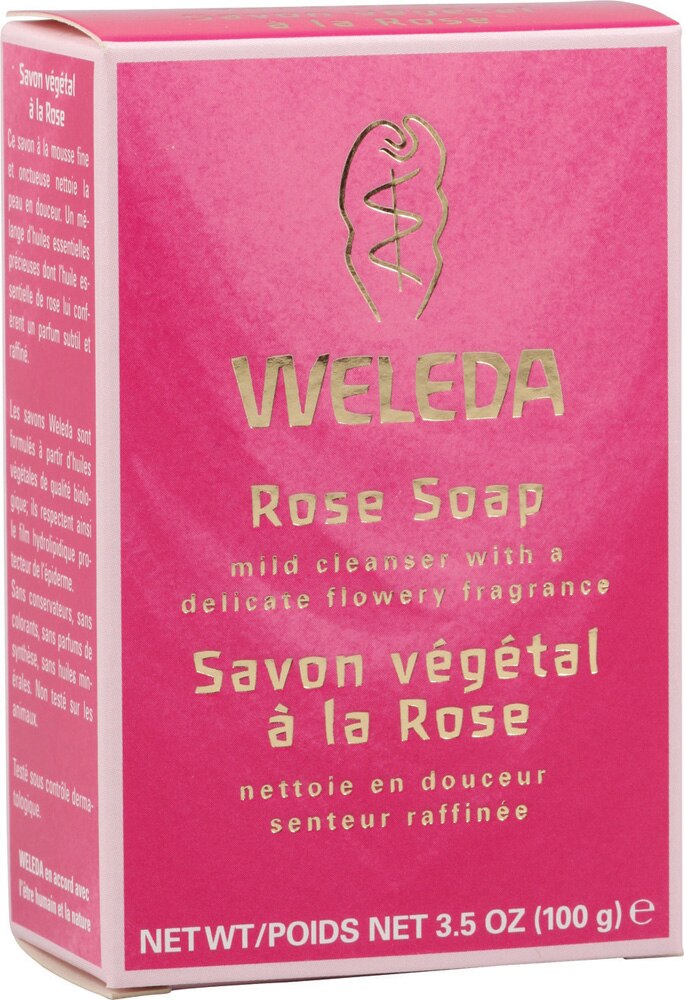 à la Rose
WELEDA
Rose Soap
mild cleanser with a
delicate flowery fragrance
Savon végétal
à la Rose
nettoie en douceur
senteur raffinée
NET WT/POIDS NET 3.5 OZ (100 g) e
Savon végétal
à la Rose
Ce savon à la mousse fine
et onctueuse nettoie la
peau en douceur. Un mé-
lange d'huiles essentielles
précieuses dont l'huile es-
sentielle de rose lui conf-
èrent un parfum subtil et
raffiné.
Les savons Weleda sont
formulés à partir d'huiles
végétales de qualité biolo-
gique; ils respectent ainsi
le film hydrolipidique pro-
tecteur de l'épiderme.
Sans conservateurs, sans
colorants, sans parfums de
synthèse, sans huiles min-
érales. Non testé sur les
animaux.
Testé sous contrôle derma-
tologique.
WELEDA en accord avec
l'être humain et la nature